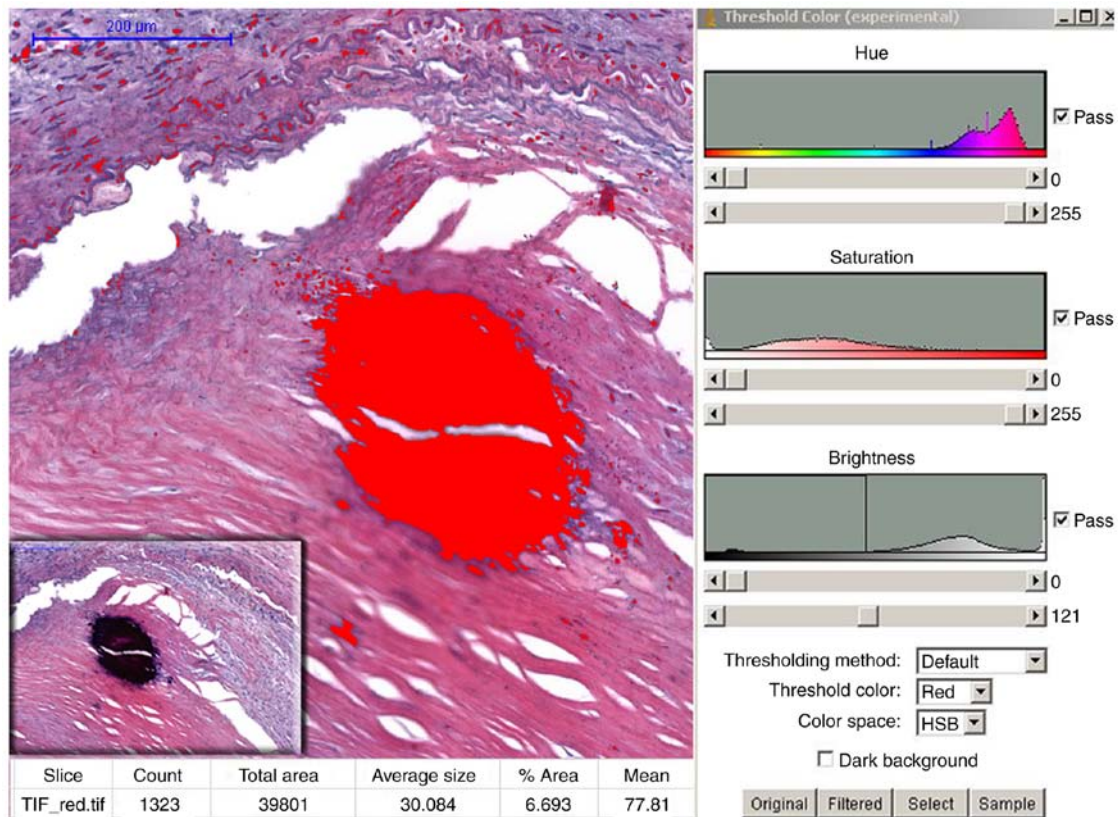 200 µm
Threshold Color (experimental)
Hue
Pass
0
255
Saturation
Pass
0
255
Brightness
Pass
0
121
Thresholding method: Default
Threshold color: Red
Color space: HSB
Dark background
Original Filtered Select Sample
Slice Count Total area Average size % Area Mean
TIF_red.tif 1323 39801 30.084 6.693 77.81